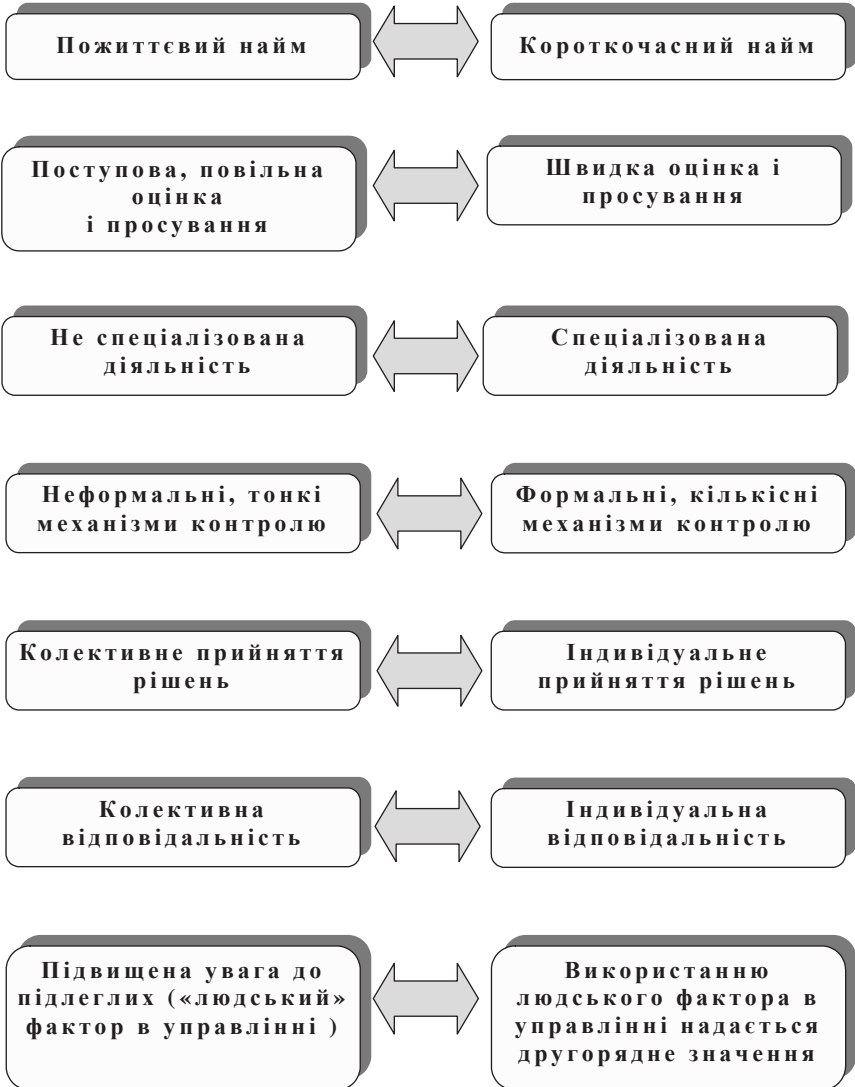 Пожиттєвий найм
Короткочасний найм
Поступова, повільна
оцінка
і просування
Швидка оцінка і
просування
Не спеціалізована
діяльність
Спеціалізована
діяльність
Неформальні, тонкі
механізми контролю
Формальні, кількісні
механізми контролю
Колективне прийняття
рішень
Індивідуальне
прийняття рішень
Колективна
відповідальність
Індивідуальна
відповідальність
Підвищена увага до
підлеглих («людський»
фактор в управлінні )
Використанню
людського фактора в
управлінні надається
другорядне значення